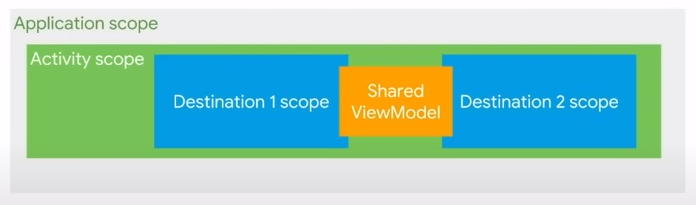 Application scope
Activity scope
Destination 1 scope
Shared
ViewModel
Destination 2 scope